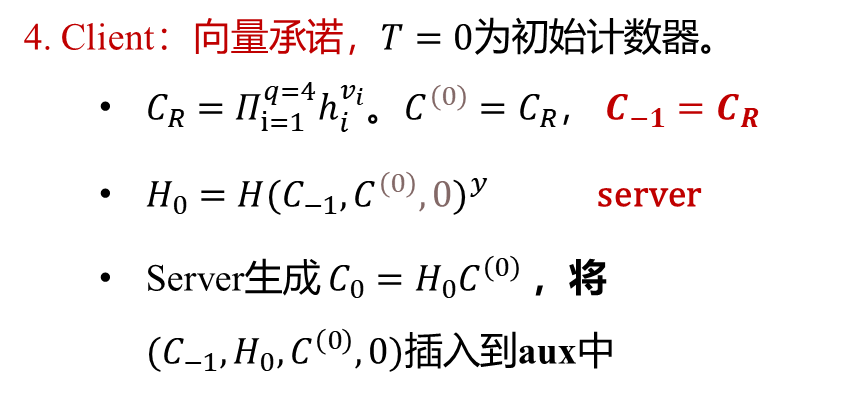 4. Client：向量承诺，𝑇 = 0为初始计数器。
• 𝐶_𝑅 = 𝛱_{i=1}^{𝑞=4} ℎ_𝑖^{𝑣_𝑖}。𝐶^{(0)} = 𝐶_𝑅， 𝑪_{−𝟏} = 𝑪_𝑹
• 𝐻_0 = 𝐻(𝐶_{−1}, 𝐶^{(0)}, 0)^𝑦 server
• Server生成 𝐶_0 = 𝐻_0𝐶^{(0)} ，将
(𝐶_{−1}, 𝐻_0, 𝐶^{(0)}, 0)插入到aux中